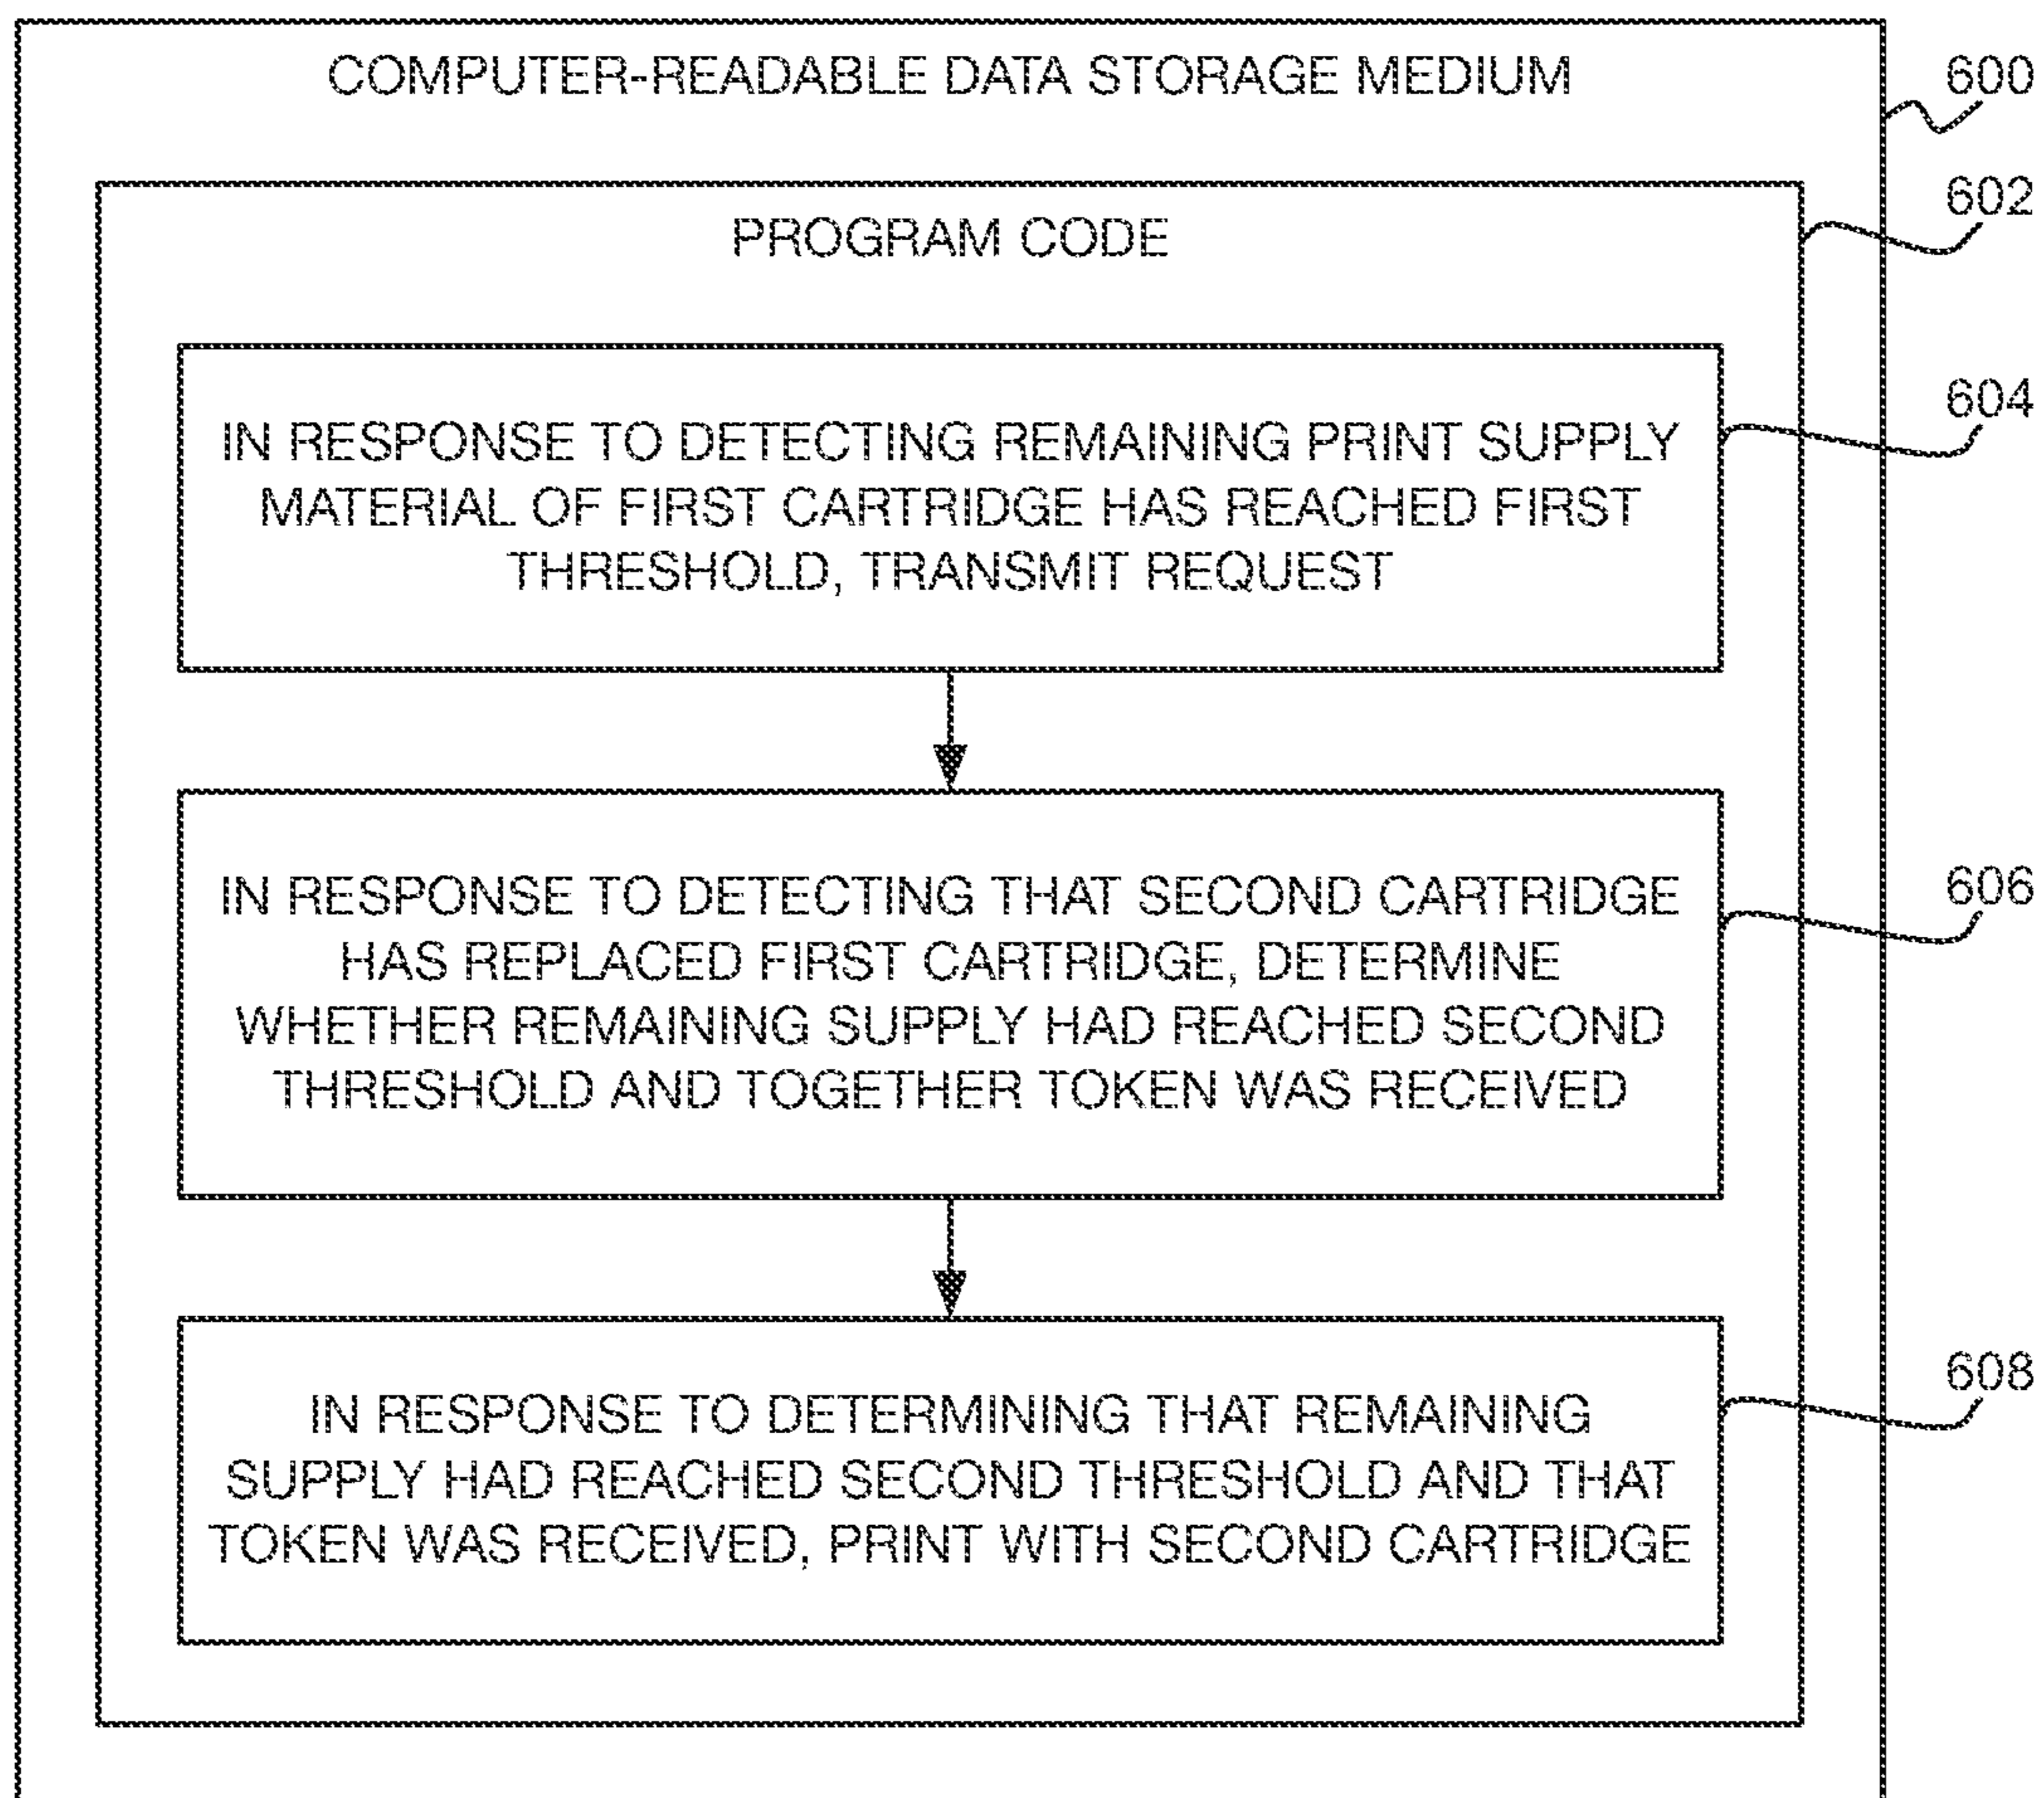 COMPUTER-READABLE DATA STORAGE MEDIUM
600
602
PROGRAM CODE
604
IN RESPONSE TO DETECTING REMAINING PRINT SUPPLY
MATERIAL OF FIRST CARTRIDGE HAS REACHED FIRST
THRESHOLD, TRANSMIT REQUEST
606
IN RESPONSE TO DETECTING THAT SECOND CARTRIDGE
HAS REPLACED FIRST CARTRIDGE, DETERMINE
WHETHER REMAINING SUPPLY HAD REACHED SECOND
THRESHOLD AND TOGETHER TOKEN WAS RECEIVED
608
IN RESPONSE TO DETERMINING THAT REMAINING
SUPPLY HAD REACHED SECOND THRESHOLD AND THAT
TOKEN WAS RECEIVED, PRINT WITH SECOND CARTRIDGE